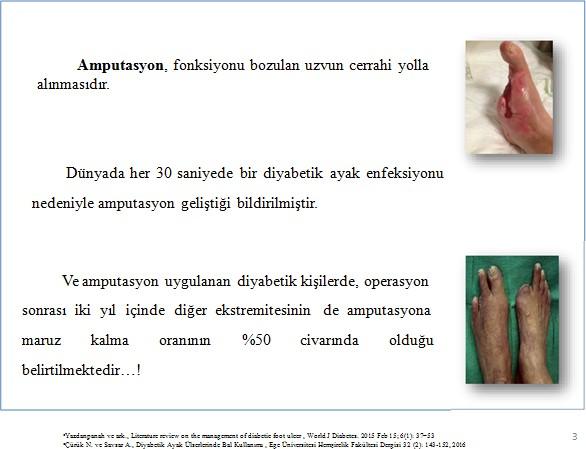 Amputasyon, fonksiyonu bozulan uzvun cerrahi yolla
alınmasıdır.
Dünyada her 30 saniyede bir diyabetik ayak enfeksiyonu
nedeniyle amputasyon geliştiği bildirilmiştir.
Ve amputasyon uygulanan diyabetik kişilerde, operasyon
sonrası iki yıl içinde diğer ekstremitesinin de amputasyona
maruz kalma oranının %50 civarında olduğu
belirtilmektedir…!
*Yazdanpanah ve ark., Literature review on the management of diabetic foot ulcer , World J Diabetes. 2015 Feb 15; 6(1): 37–53
*Çürük N. ve Savsar A., Diyabetik Ayak Ülserlerinde Bal Kullanımı , Ege Üniversitesi Hemşirelik Fakültesi Dergisi 32 (2): 143-152, 2016
3